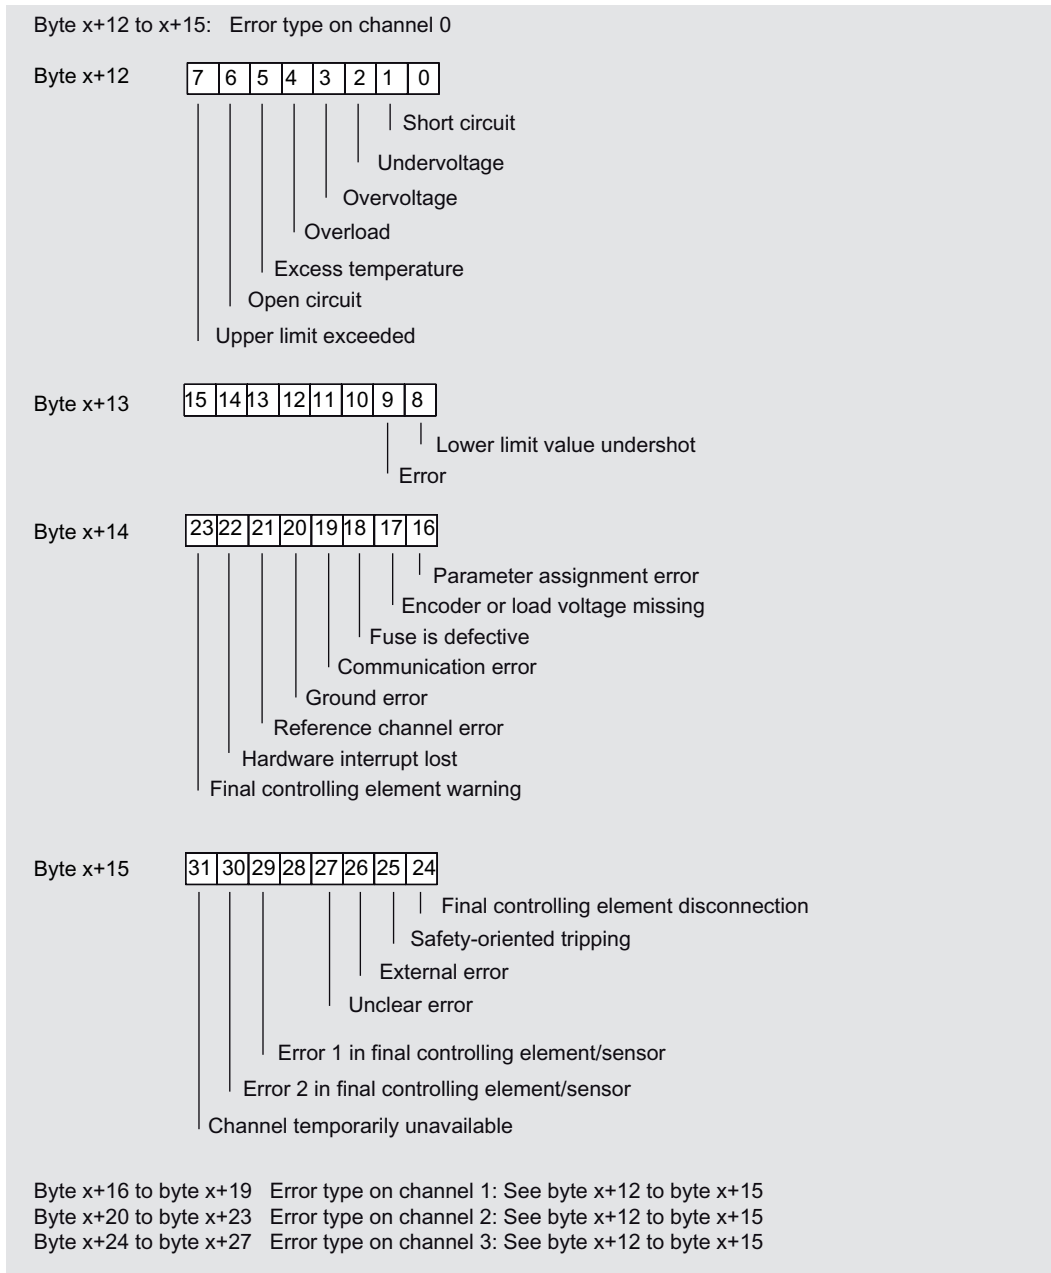 Byte x+12 to x+15: Error type on channel 0
Byte x+12 7 6 5 4 3 2 1 0
Short circuit
Undervoltage
Overvoltage
Overload
Excess temperature
Open circuit
Upper limit exceeded
Byte x+13 15 14 13 12 11 10 9 8
Lower limit value undershot
Error
Byte x+14 23 22 21 20 19 18 17 16
Parameter assignment error
Encoder or load voltage missing
Fuse is defective
Communication error
Ground error
Reference channel error
Hardware interrupt lost
Final controlling element warning
Byte x+15 31 30 29 28 27 26 25 24
Final controlling element disconnection
Safety-oriented tripping
External error
Unclear error
Error 1 in final controlling element/sensor
Error 2 in final controlling element/sensor
Channel temporarily unavailable
Byte x+16 to byte x+19 Error type on channel 1: See byte x+12 to byte x+15
Byte x+20 to byte x+23 Error type on channel 2: See byte x+12 to byte x+15
Byte x+24 to byte x+27 Error type on channel 3: See byte x+12 to byte x+15